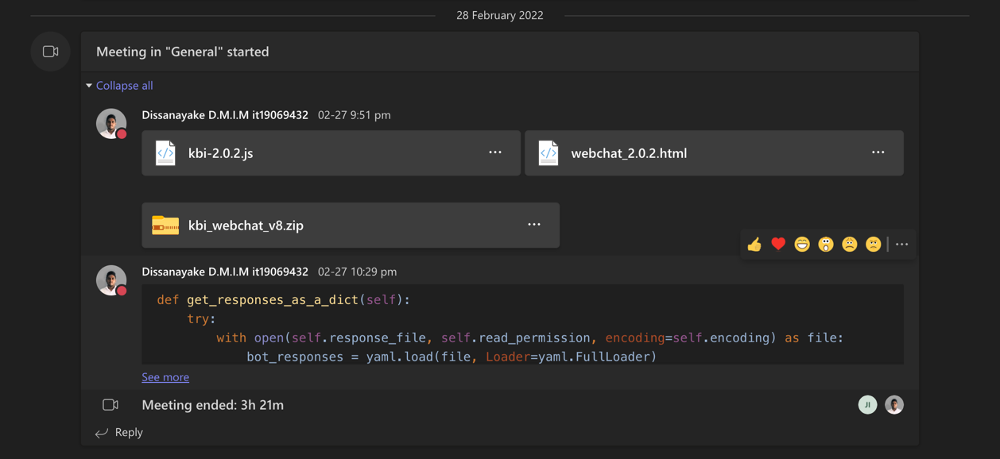 28 February 2022
Meeting in "General" started
Collapse all
Dissanayake D.M.I.M it19069432 02-27 9:51 pm
kbi-2.0.2.js
webchat_2.0.2.html
kbi_webchat_v8.zip
Dissanayake D.M.I.M it19069432 02-27 10:29 pm
def get_responses_as_a_dict(self):
    try:
        with open(self.response_file, self.read_permission, encoding=self.encoding) as file:
            bot_responses = yaml.load(file, Loader=yaml.FullLoader)
See more
Meeting ended: 3h 21m
JI
Reply